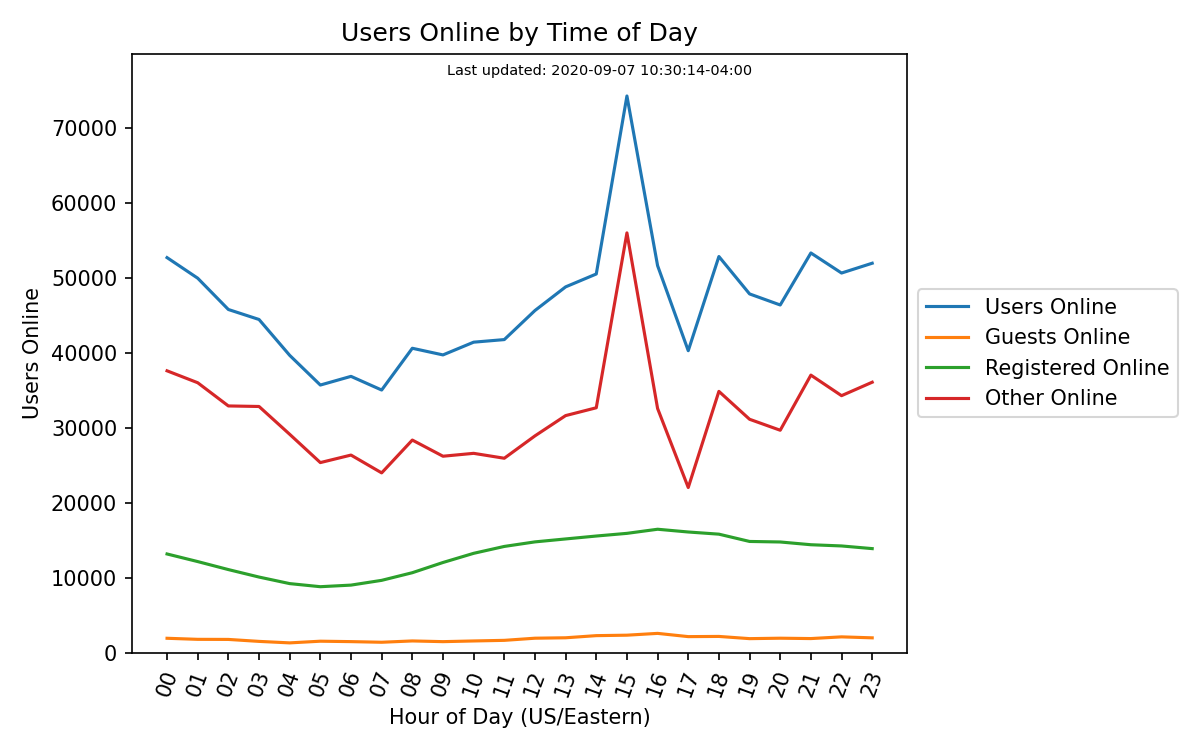 Users Online by Time of Day
Last updated: 2020-09-07 10:30:14-04:00
70000
60000
50000
40000
30000
20000
10000
0
Users Online
00 01 02 03 04 05 06 07 08 09 10 11 12 13 14 15 16 17 18 19 20 21 22 23
Hour of Day (US/Eastern)
Users Online
Guests Online
Registered Online
Other Online